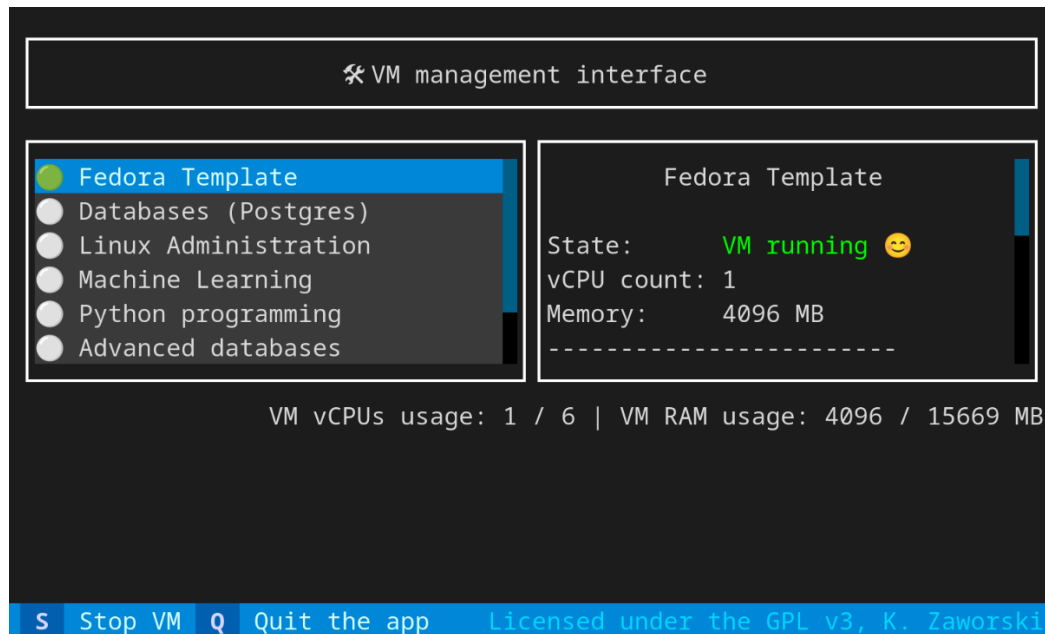 🛠 VM management interface
Fedora Template
Databases (Postgres)
Linux Administration
Machine Learning
Python programming
Advanced databases
Fedora Template
State: VM running 😊
vCPU count: 1
Memory: 4096 MB
------------------------
VM vCPUs usage: 1 / 6 | VM RAM usage: 4096 / 15669 MB
S Stop VM Q Quit the app Licensed under the GPL v3, K. Zaworski